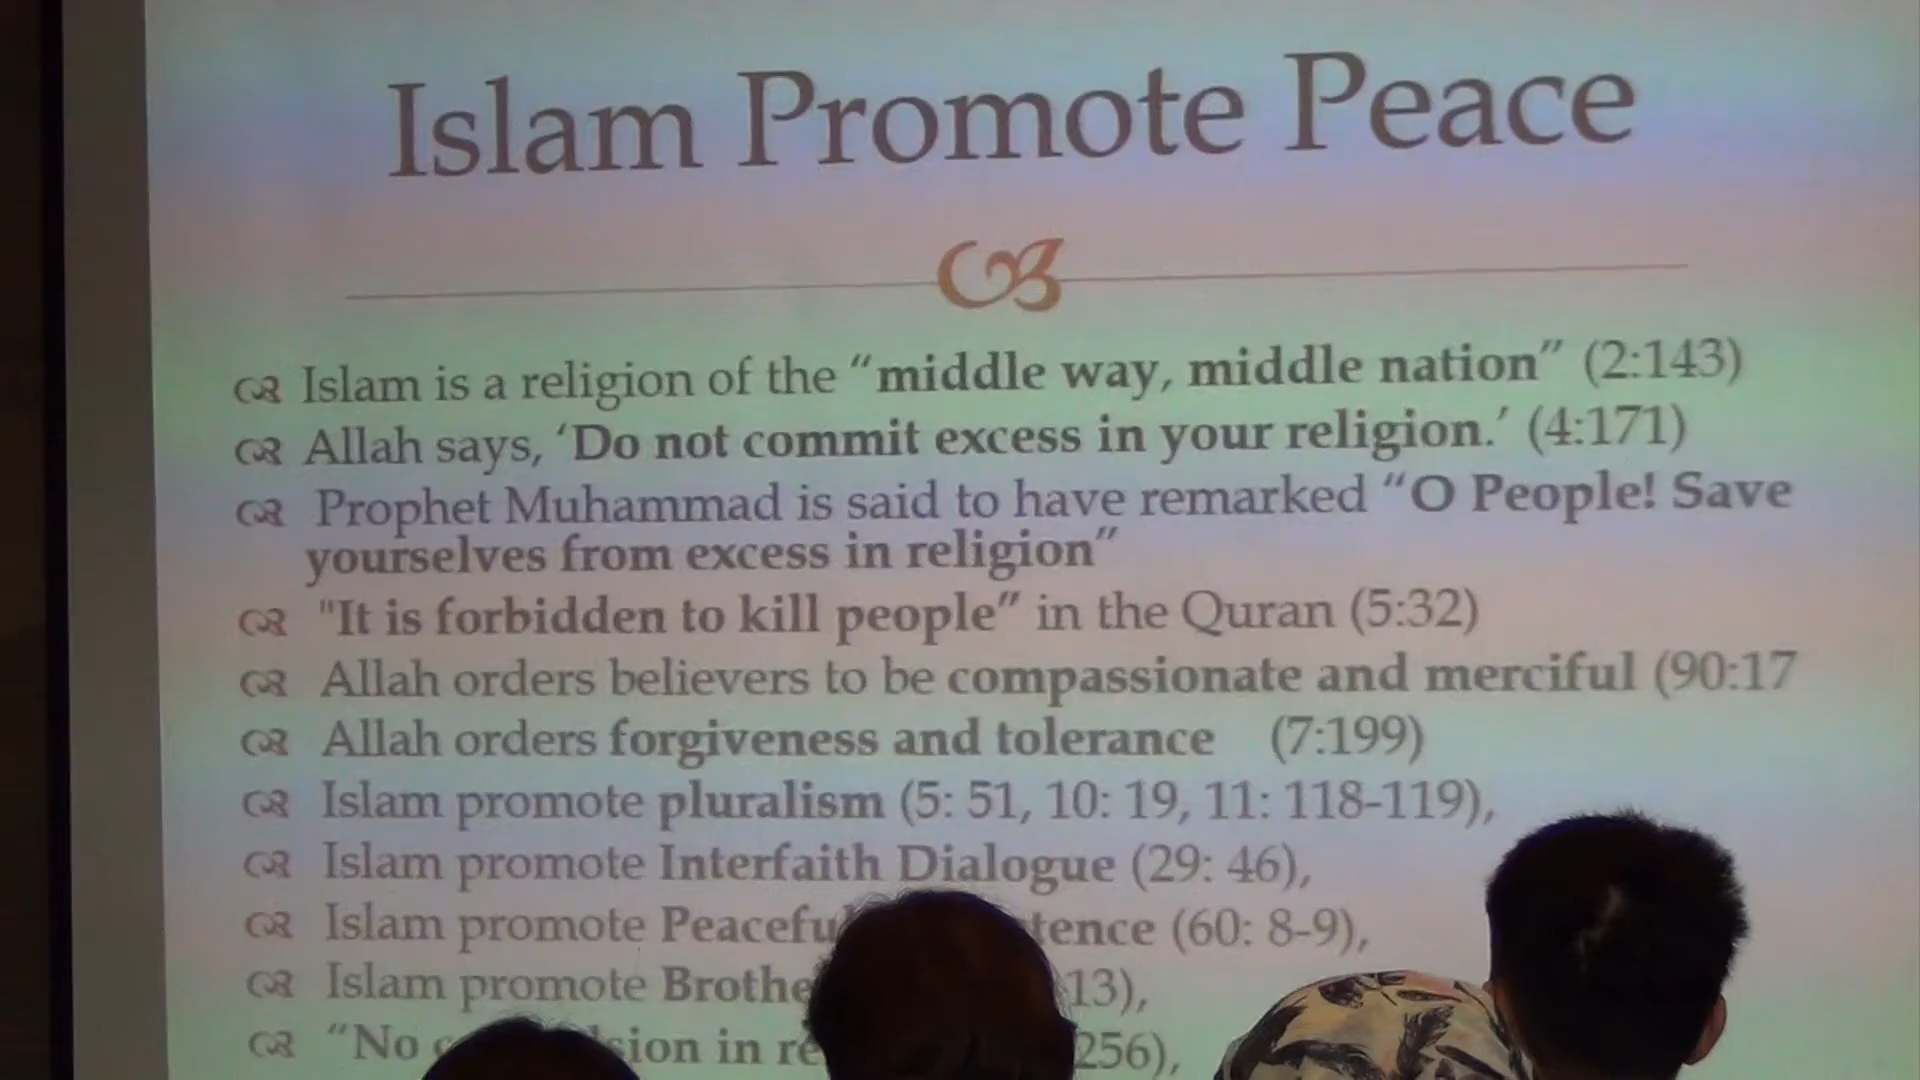 Islam Promote Peace
Islam is a religion of the “middle way, middle nation” (2:143)
Allah says, ‘Do not commit excess in your religion.’ (4:171)
Prophet Muhammad is said to have remarked “O People! Save
yourselves from excess in religion”
"It is forbidden to kill people” in the Quran (5:32)
Allah orders believers to be compassionate and merciful (90:17
Allah orders forgiveness and tolerance (7:199)
Islam promote pluralism (5: 51, 10: 19, 11: 118-119),
Islam promote Interfaith Dialogue (29: 46),
Islam promote (60: 8-9),
Islam promote 13),
“No in 256),